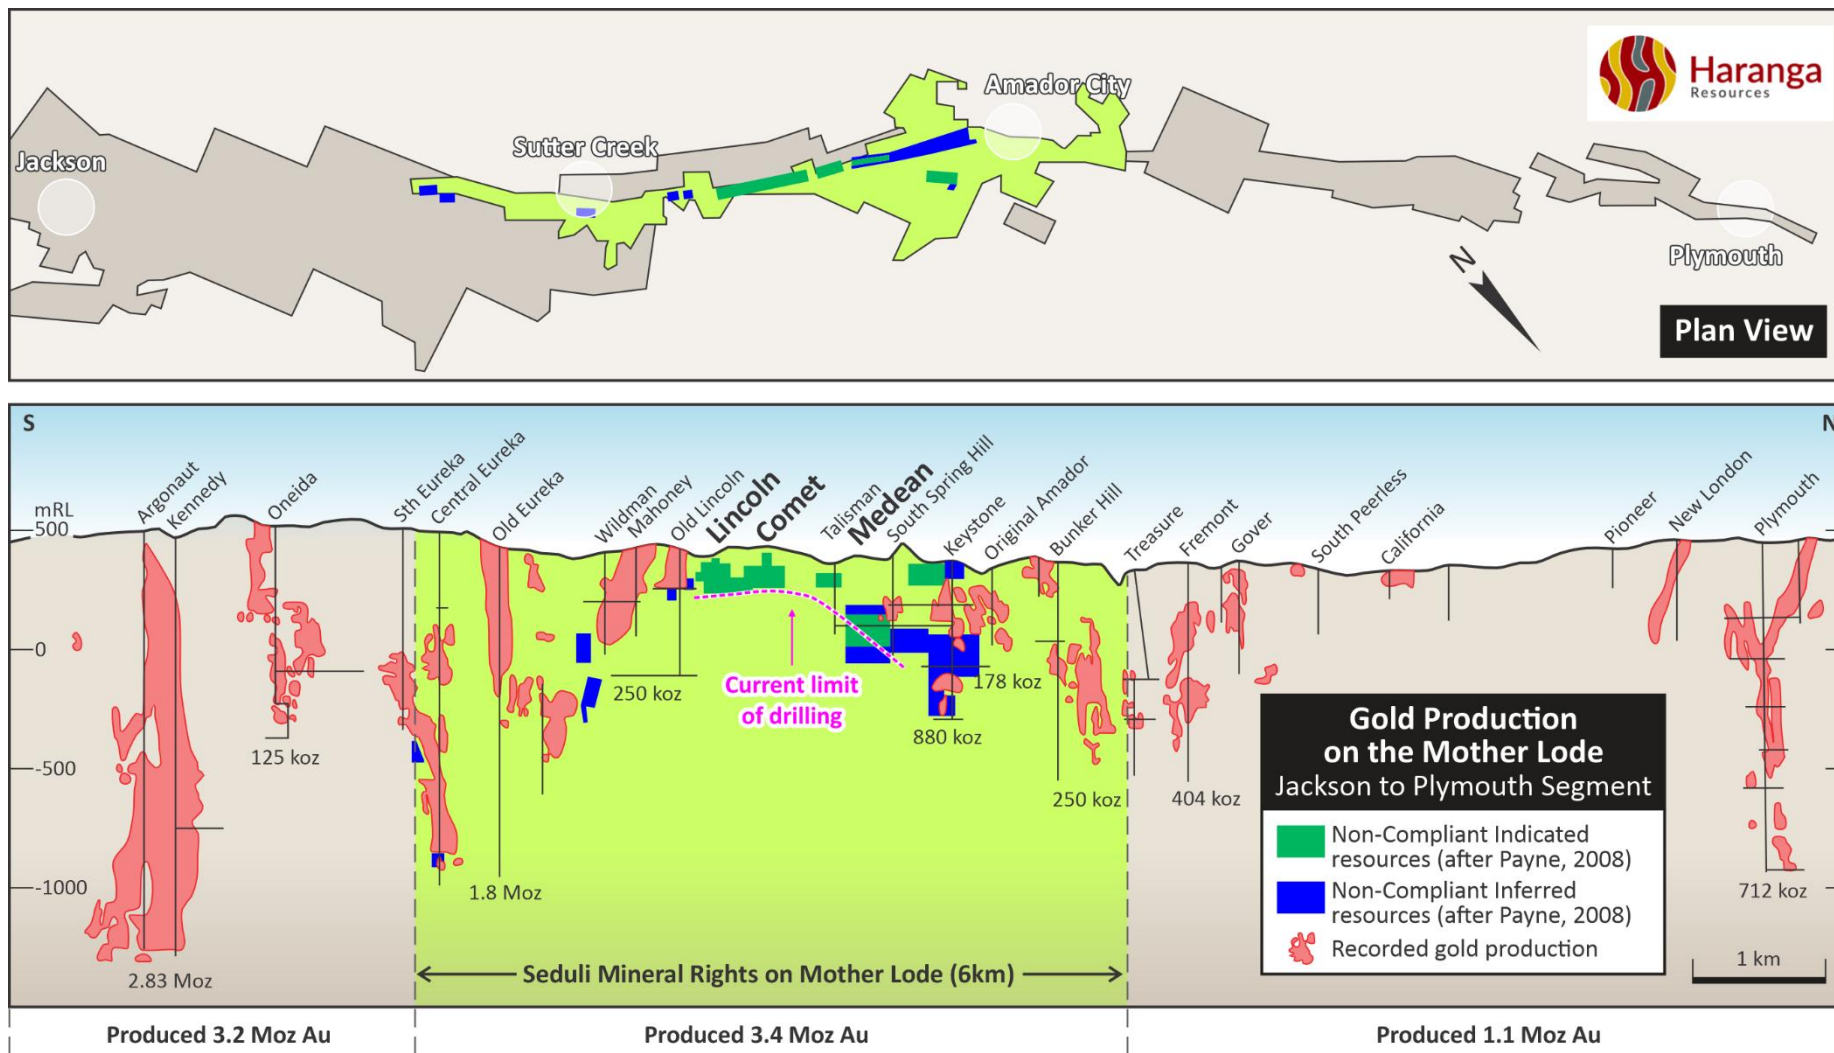 Haranga
Resources
Amador City
Sutter Creek
Jackson
Plymouth
N
Plan View
S
N
mRL
500
0
-500
-1000
Argonaut
Kennedy
Oneida
Sth Eureka
Central Eureka
Old Eureka
Wildman
Mahoney
Old Lincoln
Lincoln
Comet
Talisman
Medean
South Spring Hill
Keystone
Original Amador
Bunker Hill
Treasure
Fremont
Gover
South Peerless
California
Pioneer
New London
Plymouth
Current limit
of drilling
250 koz
178 koz
880 koz
125 koz
250 koz
404 koz
1.8 Moz
712 koz
2.83 Moz
Gold Production
on the Mother Lode
Jackson to Plymouth Segment
Non-Compliant Indicated
resources (after Payne, 2008)
Non-Compliant Inferred
resources (after Payne, 2008)
Recorded gold production
1 km
Seduli Mineral Rights on Mother Lode (6km)
Produced 3.2 Moz Au
Produced 3.4 Moz Au
Produced 1.1 Moz Au